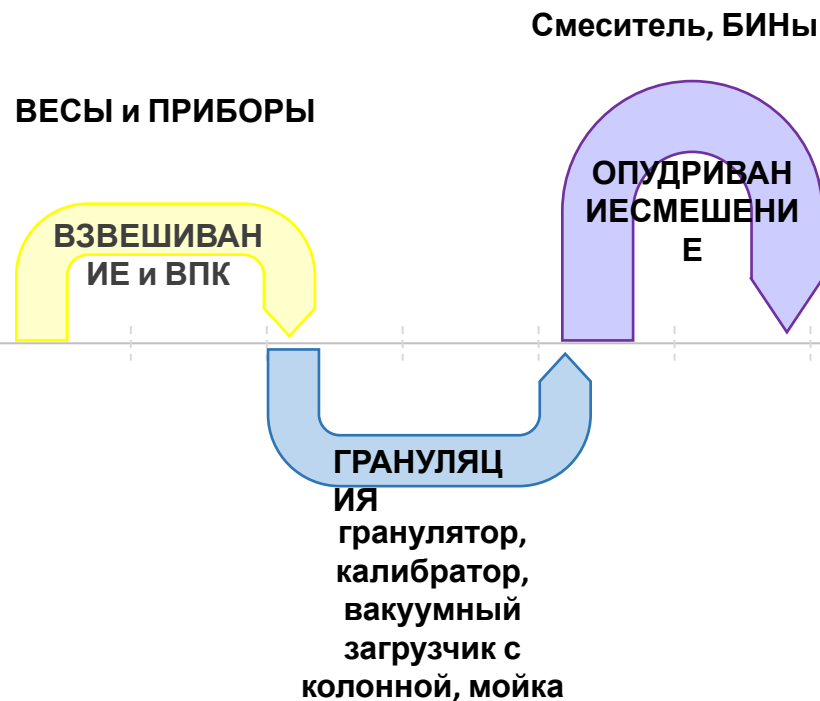 Смеситель, БИНы
ВЕСЫ и ПРИБОРЫ
ОПУДРИВАН
ИЕСМЕШЕНИ
Е
ВЗВЕШИВАН
ИЕ и ВПК
ГРАНУЛЯЦ
ИЯ
гранулятор,
калибратор,
вакуумный
загрузчик с
колонной, мойка